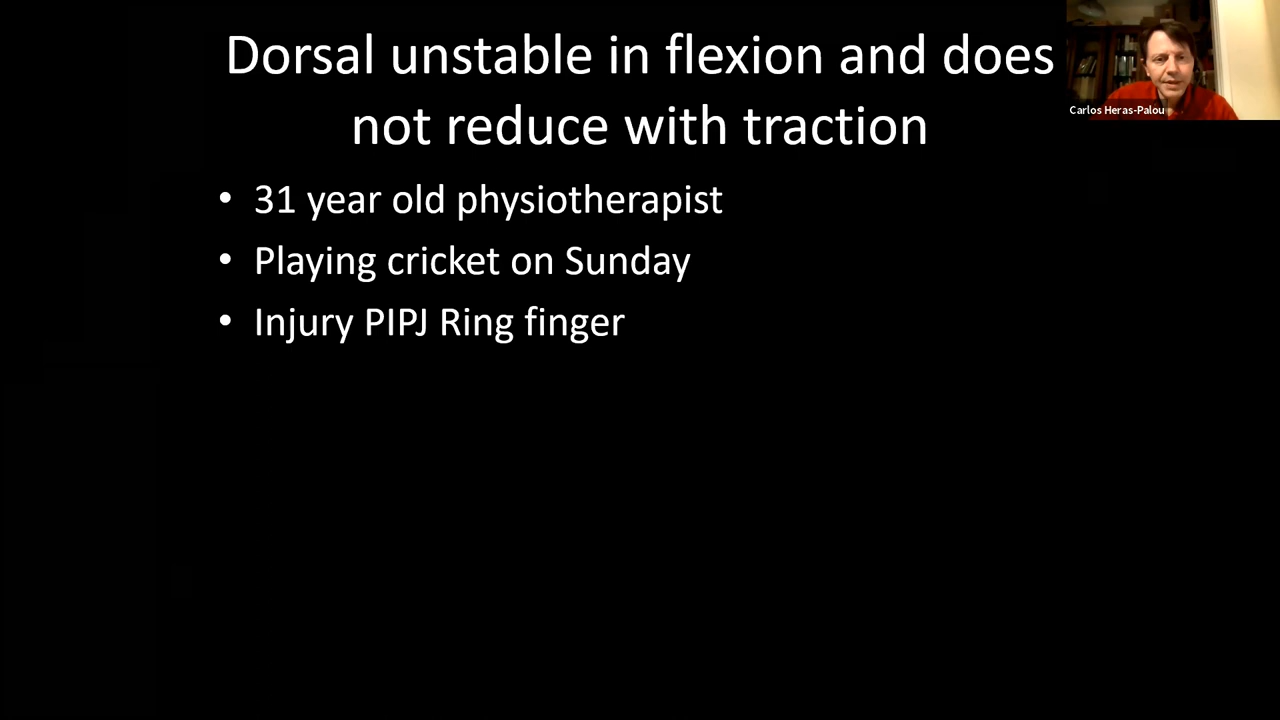 Dorsal unstable in flexion and does
not reduce with traction
Carlos Heras-Palou
• 31 year old physiotherapist
• Playing cricket on Sunday
• Injury PIPJ Ring finger